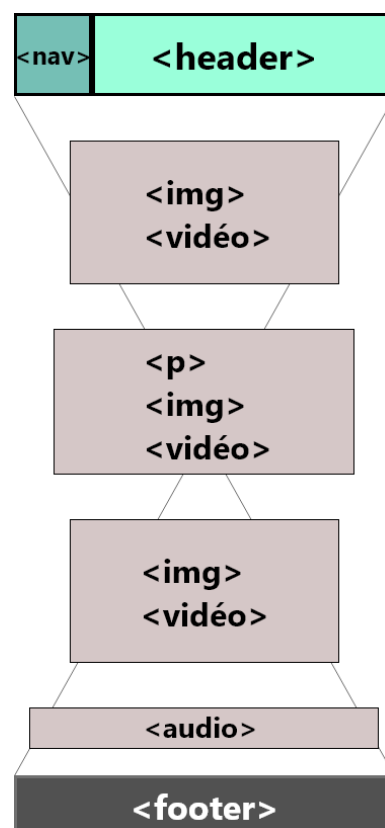 <nav>
<header>
<img>
<vidéo>
<p>
<img>
<vidéo>
<img>
<vidéo>
<audio>
<footer>